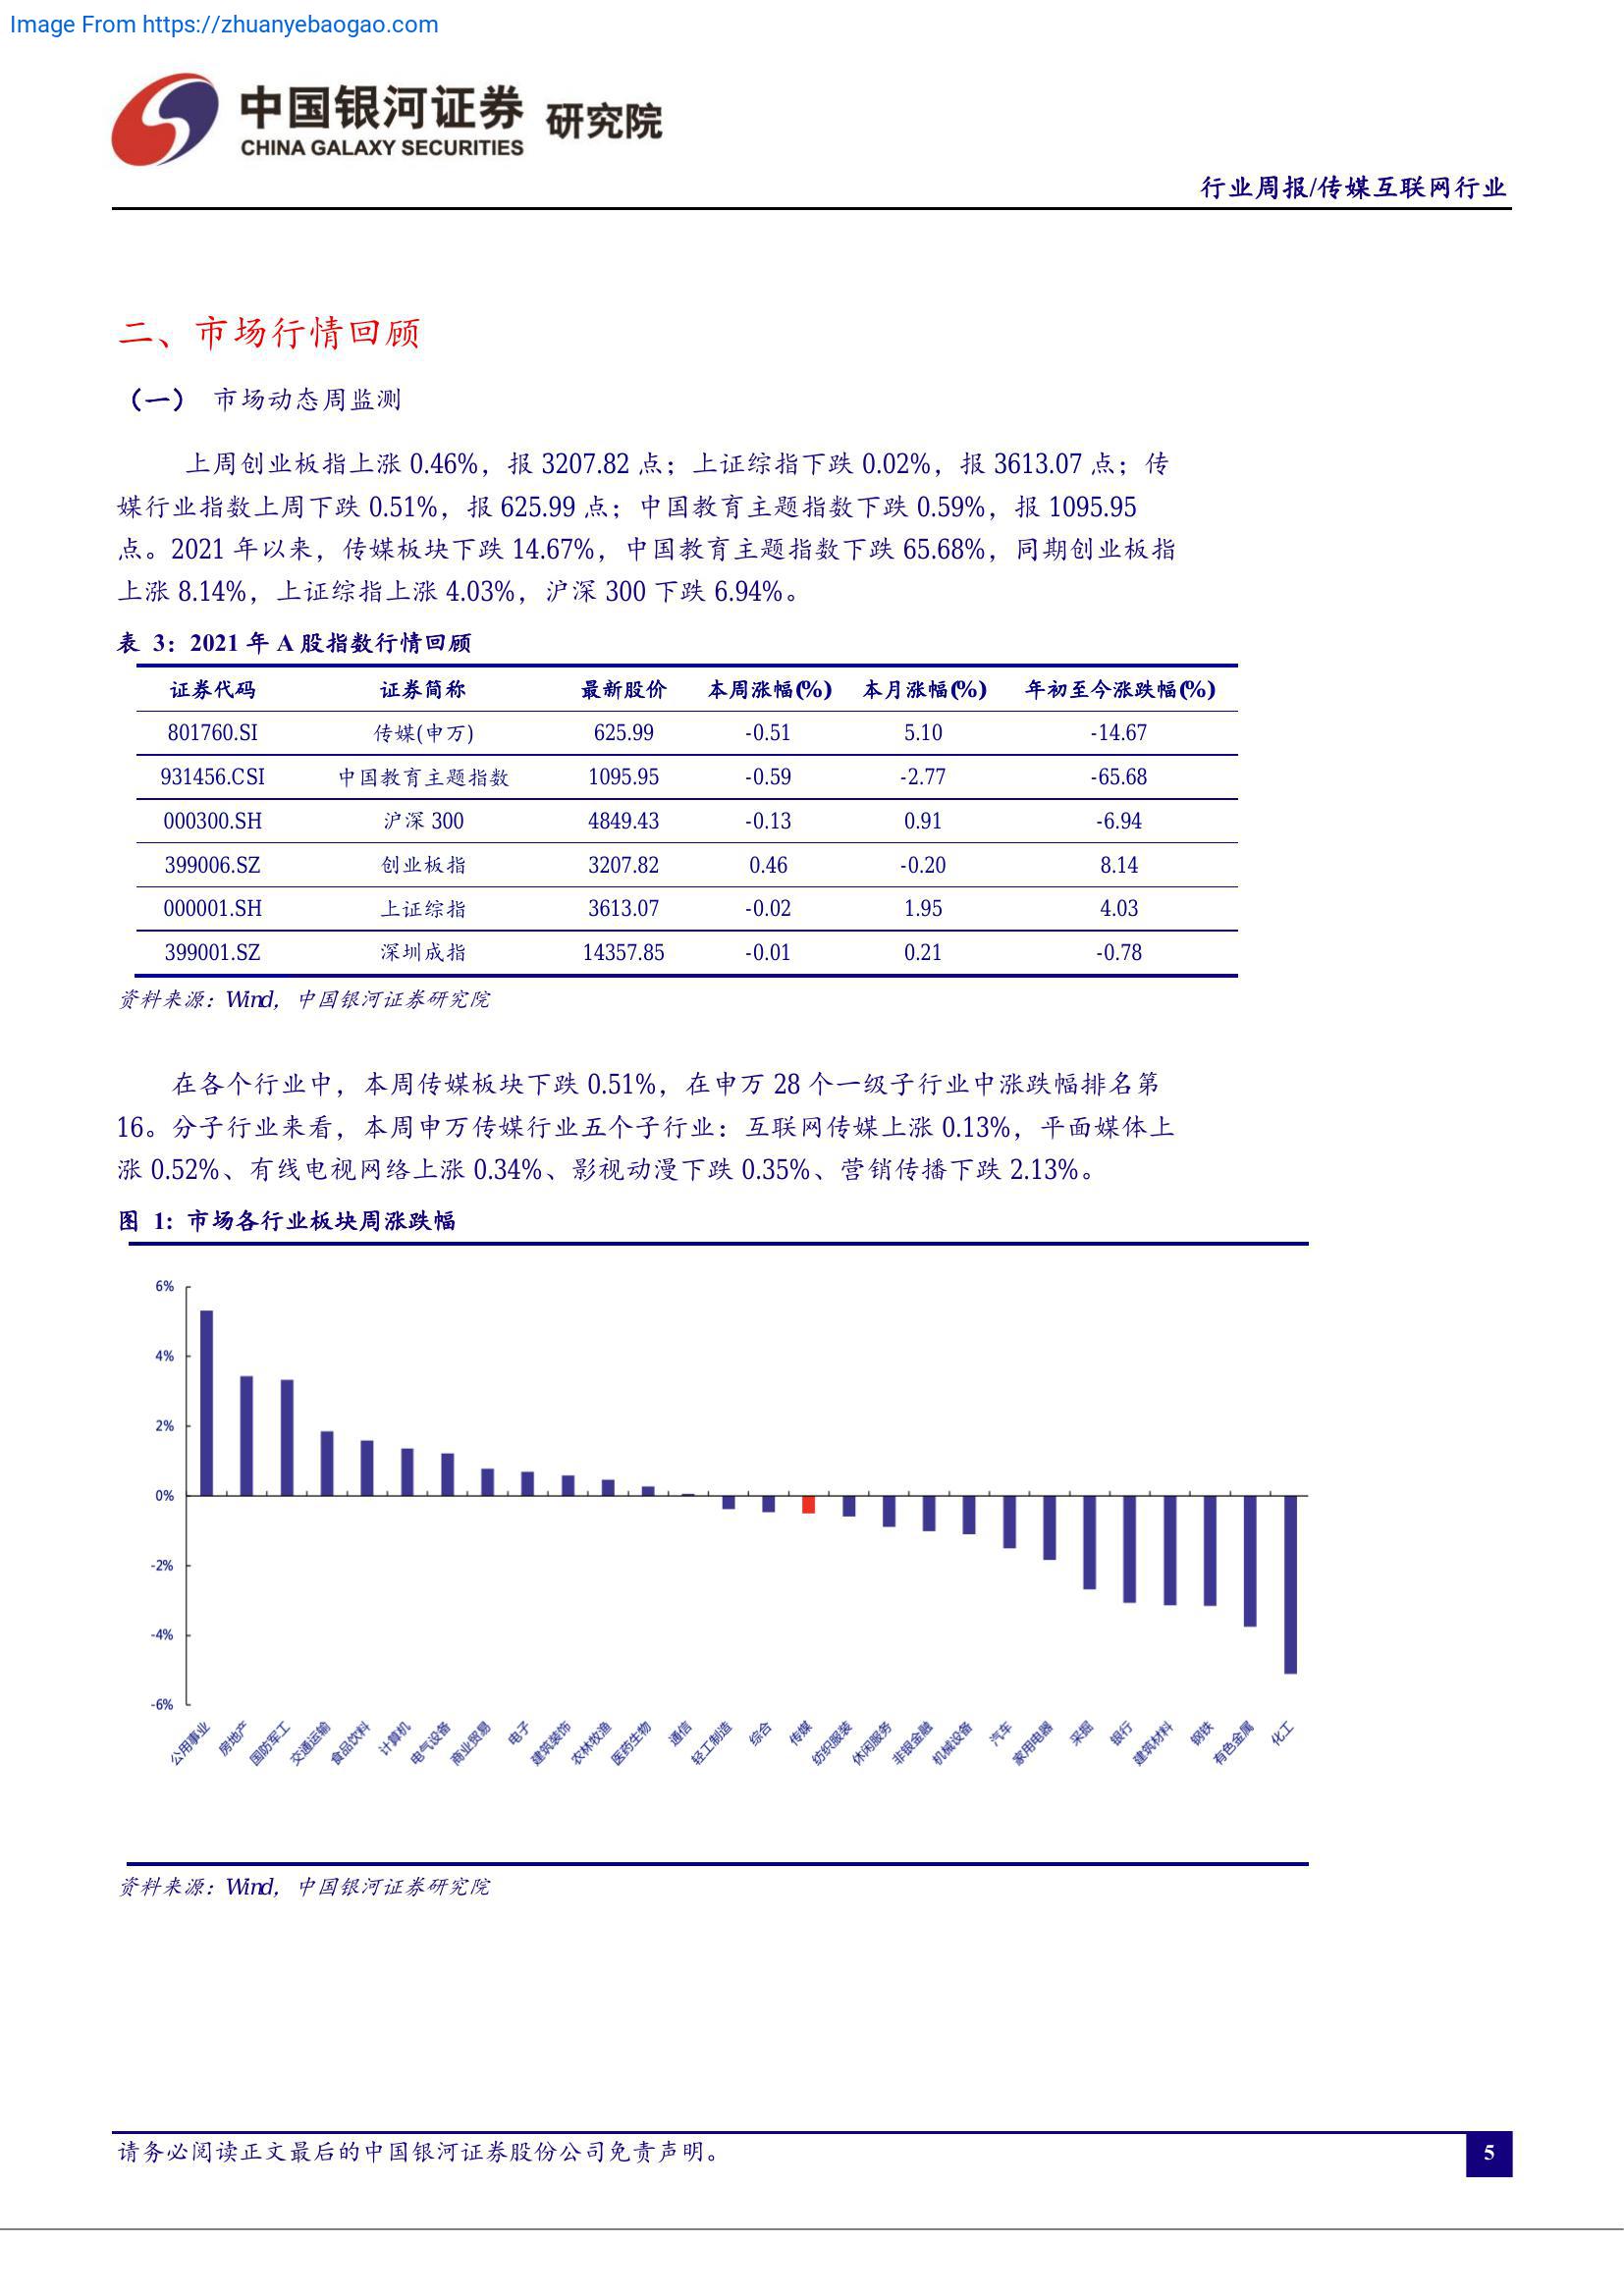 Image From https://zhuanyebaogao.com
中国银河证券 研究院
CHINA GALAXY SECURITIES
行业周报/传媒互联网行业
二、市场行情回顾
（一） 市场动态周监测
上周创业板指上涨 0.46%，报 3207.82 点；上证综指下跌 0.02%，报 3613.07 点；传
媒行业指数上周下跌 0.51%，报 625.99 点；中国教育主题指数下跌 0.59%，报 1095.95
点。2021 年以来，传媒板块下跌 14.67%，中国教育主题指数下跌 65.68%，同期创业板指
上涨 8.14%，上证综指上涨 4.03%，沪深 300 下跌 6.94%。
表 3：2021 年 A 股指数行情回顾
证券代码 证券简称 最新股价 本周涨幅(%) 本月涨幅(%) 年初至今涨跌幅(%)
801760.SI 传媒(申万) 625.99 -0.51 5.10 -14.67
931456.CSI 中国教育主题指数 1095.95 -0.59 -2.77 -65.68
000300.SH 沪深 300 4849.43 -0.13 0.91 -6.94
399006.SZ 创业板指 3207.82 0.46 -0.20 8.14
000001.SH 上证综指 3613.07 -0.02 1.95 4.03
399001.SZ 深圳成指 14357.85 -0.01 0.21 -0.78
资料来源：Wind，中国银河证券研究院
在各个行业中，本周传媒板块下跌 0.51%，在申万 28 个一级子行业中涨跌幅排名第
16。分子行业来看，本周申万传媒行业五个子行业：互联网传媒上涨 0.13%，平面媒体上
涨 0.52%、有线电视网络上涨 0.34%、影视动漫下跌 0.35%、营销传播下跌 2.13%。
图 1: 市场各行业板块周涨跌幅
6%
4%
2%
0%
-2%
-4%
-6%
公用事业 房地产 国防军工 交通运输 食品饮料 计算机 电气设备 商业贸易 电子 建筑装饰 农林牧渔 医药生物 通信 轻工制造 综合 传媒 纺织服装 休闲服务 非银金融 机械设备 汽车 家用电器 采掘 银行 建筑材料 钢铁 有色金属 化工
资料来源：Wind，中国银河证券研究院
请务必阅读正文最后的中国银河证券股份公司免责声明。
5